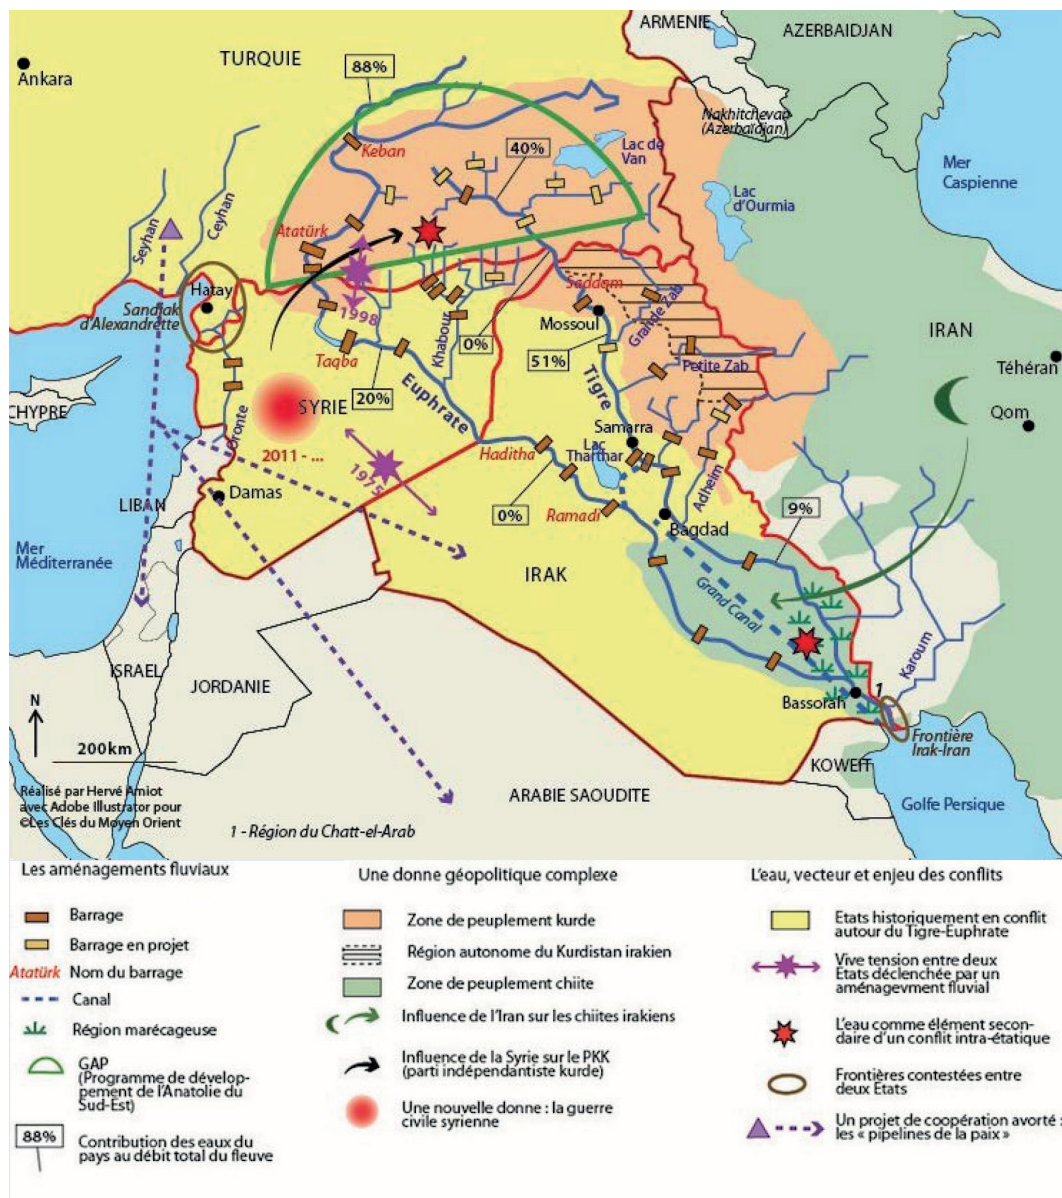 ARMENIE
AZERBAIDJAN
TURQUIE
Ankara
88%
Nakhitchevan
(Azerbaïdjan)
Keban
40%
Lac de
Van
Mer
Caspienne
Lac
d'Ourmia
Seyhan
Ceyhan
Atatürk
Hatay
Sandjak
d'Alexandrette
1998
Saddam
Grande Zab
Mossoul
IRAN
Taqba
Khabour
0%
51%
Petite Zab
Téhéran
CHYPRE
SYRIE
20%
Euphrate
Tigre
Qom
Oronte
2011 - ...
Samarra
Lac
Tharthar
Haditha
1975
Adheim
LIBAN
Damas
0%
Ramadi
9%
Bagdad
Mer
Méditerranée
IRAK
Grand Canal
Karoum
ISRAEL
JORDANIE
Bassorah
1
Frontière
Irak-Iran
N
200km
KOWEÏT
Réalisé par Hervé Amiot
avec Adobe Illustrator pour
©Les Clés du Moyen Orient
ARABIE SAOUDITE
Golfe Persique
1 - Région du Chatt-el-Arab
Les aménagements fluviaux
Barrage
Barrage en projet
Atatürk Nom du barrage
Canal
Région marécageuse
GAP
(Programme de dévelop-
pement de l'Anatolie du
Sud-Est)
88% Contribution des eaux du
pays au débit total du fleuve
Une donne géopolitique complexe
Zone de peuplement kurde
Région autonome du Kurdistan irakien
Zone de peuplement chiite
Influence de l'Iran sur les chiites irakiens
Influence de la Syrie sur le PKK
(parti indépendantiste kurde)
Une nouvelle donne : la guerre
civile syrienne
L'eau, vecteur et enjeu des conflits
Etats historiquement en conflit
autour du Tigre-Euphrate
Vive tension entre deux
Etats déclenchée par un
aménagevment fluvial
L'eau comme élément secon-
daire d'un conflit intra-étatique
Frontières contestées entre
deux Etats
Un projet de coopération avorté :
les « pipelines de la paix »